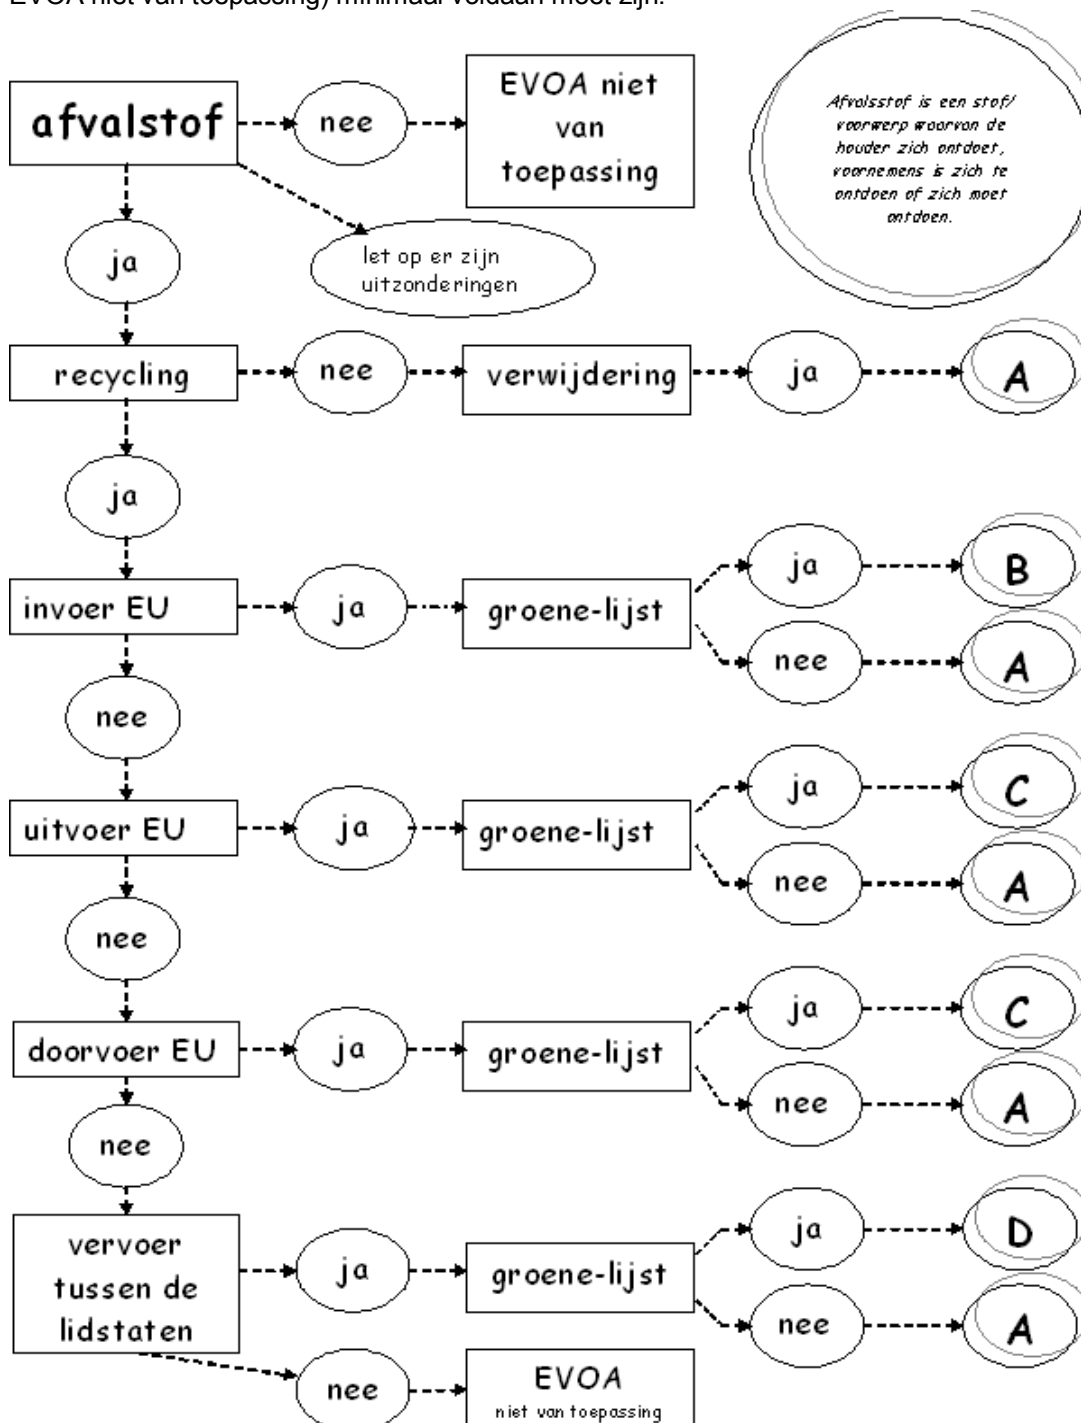 EVOA niet van toepassing) minimaal voldaan moet zijn.
afvalstof
nee
EVOA niet
van
toepassing
Afvalsstof is een stof/
voorwerp waarvan de
houder zich ontdoet,
voornemens is zich te
ontdoen of zich moet
ontdoen.
ja
let op er zijn
uitzonderingen
recycling
nee
verwijdering
ja
A
ja
invoer EU
ja
groene-lijst
ja
B
nee
A
nee
uitvoer EU
ja
groene-lijst
ja
C
nee
A
nee
doorvoer EU
ja
groene-lijst
ja
C
nee
A
nee
vervoer
tussen de
lidstaten
ja
groene-lijst
ja
D
nee
A
nee
EVOA
niet van toepassing